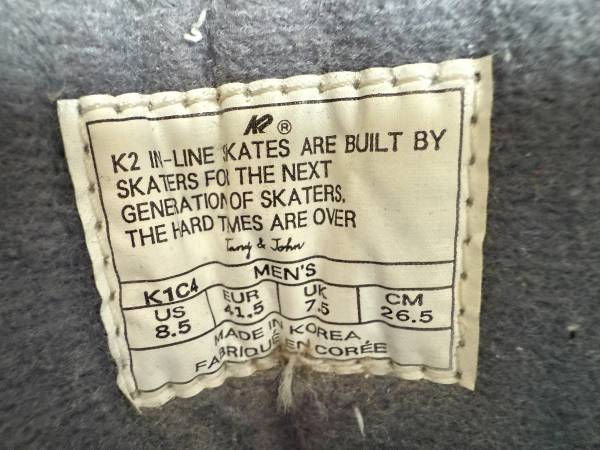 K2 ®
K2 IN-LINE SKATES ARE BUILT BY
SKATERS FOR THE NEXT
GENERATION OF SKATERS.
THE HARD TIMES ARE OVER
Tony & John
K1C4 MEN'S
US EUR UK CM
8.5 41.5 7.5 26.5
MADE IN KOREA
FABRIQUE EN CORÉE